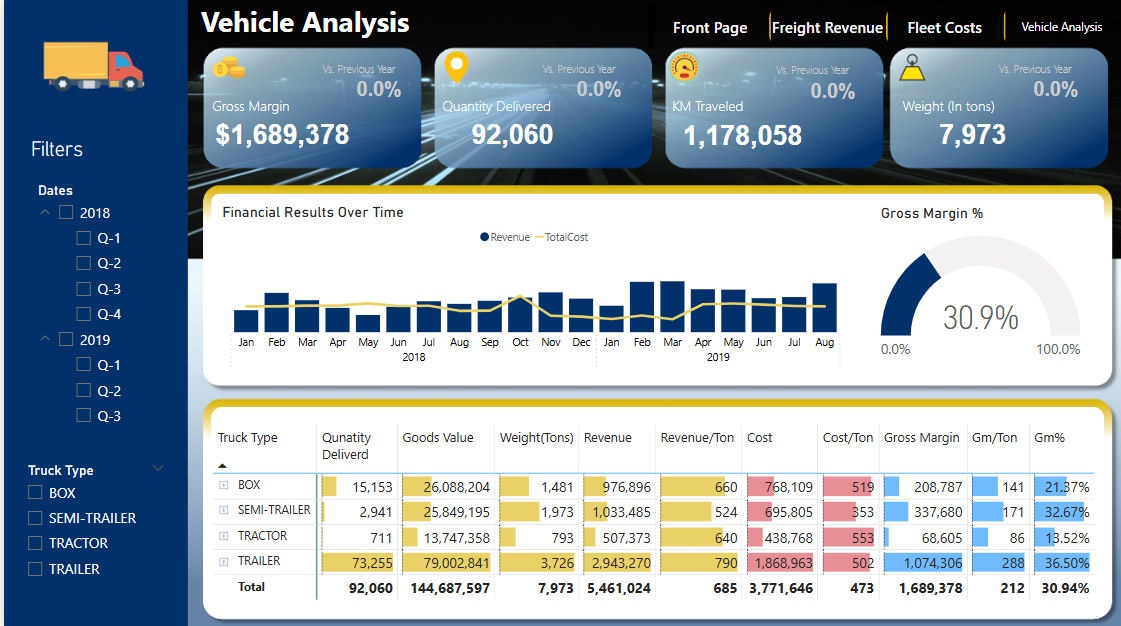 Vehicle Analysis
Front Page
Freight Revenue
Fleet Costs
Vehicle Analysis
Vs. Previous Year
0.0%
Gross Margin
$1,689,378
Vs. Previous Year
0.0%
Quantity Delivered
92,060
Vs. Previous Year
0.0%
KM Traveled
1,178,058
Vs. Previous Year
0.0%
Weight (In tons)
7,973
Filters
Dates
2018
Q-1
Q-2
Q-3
Q-4
2019
Q-1
Q-2
Q-3
Truck Type
BOX
SEMI-TRAILER
TRACTOR
TRAILER
Financial Results Over Time
Revenue TotalCost
Jan Feb Mar Apr May Jun Jul Aug Sep Oct Nov Dec Jan Feb Mar Apr May Jun Jul Aug
2018 2019
Gross Margin %
30.9%
0.0% 100.0%
Truck Type Qunatity Deliverd Goods Value Weight(Tons) Revenue Revenue/Ton Cost Cost/Ton Gross Margin Gm/Ton Gm%
BOX 15,153 26,088,204 1,481 976,896 660 768,109 519 208,787 141 21.37%
SEMI-TRAILER 2,941 25,849,195 1,973 1,033,485 524 695,805 353 337,680 171 32.67%
TRACTOR 711 13,747,358 793 507,373 640 438,768 553 68,605 86 13.52%
TRAILER 73,255 79,002,841 3,726 2,943,270 790 1,868,963 502 1,074,306 288 36.50%
Total 92,060 144,687,597 7,973 5,461,024 685 3,771,646 473 1,689,378 212 30.94%